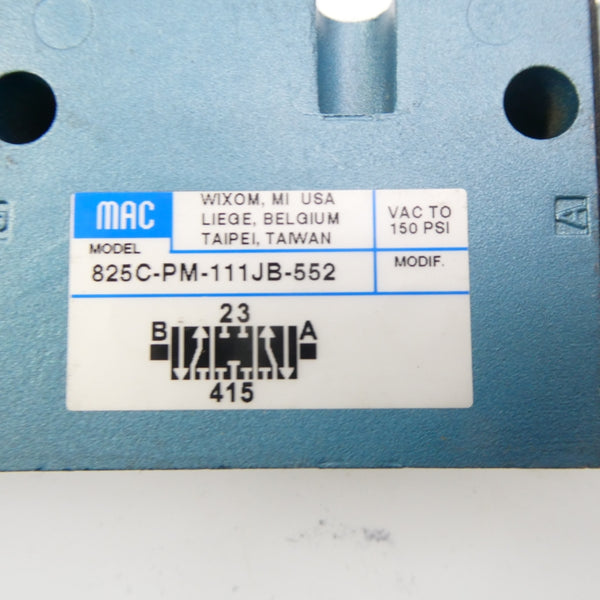 MAC
WIXOM, MI USA
LIEGE, BELGIUM
TAIPEI, TAIWAN
VAC TO
150 PSI
MODEL
825C-PM-111JB-552
MODIF.
23
B
A
415
A